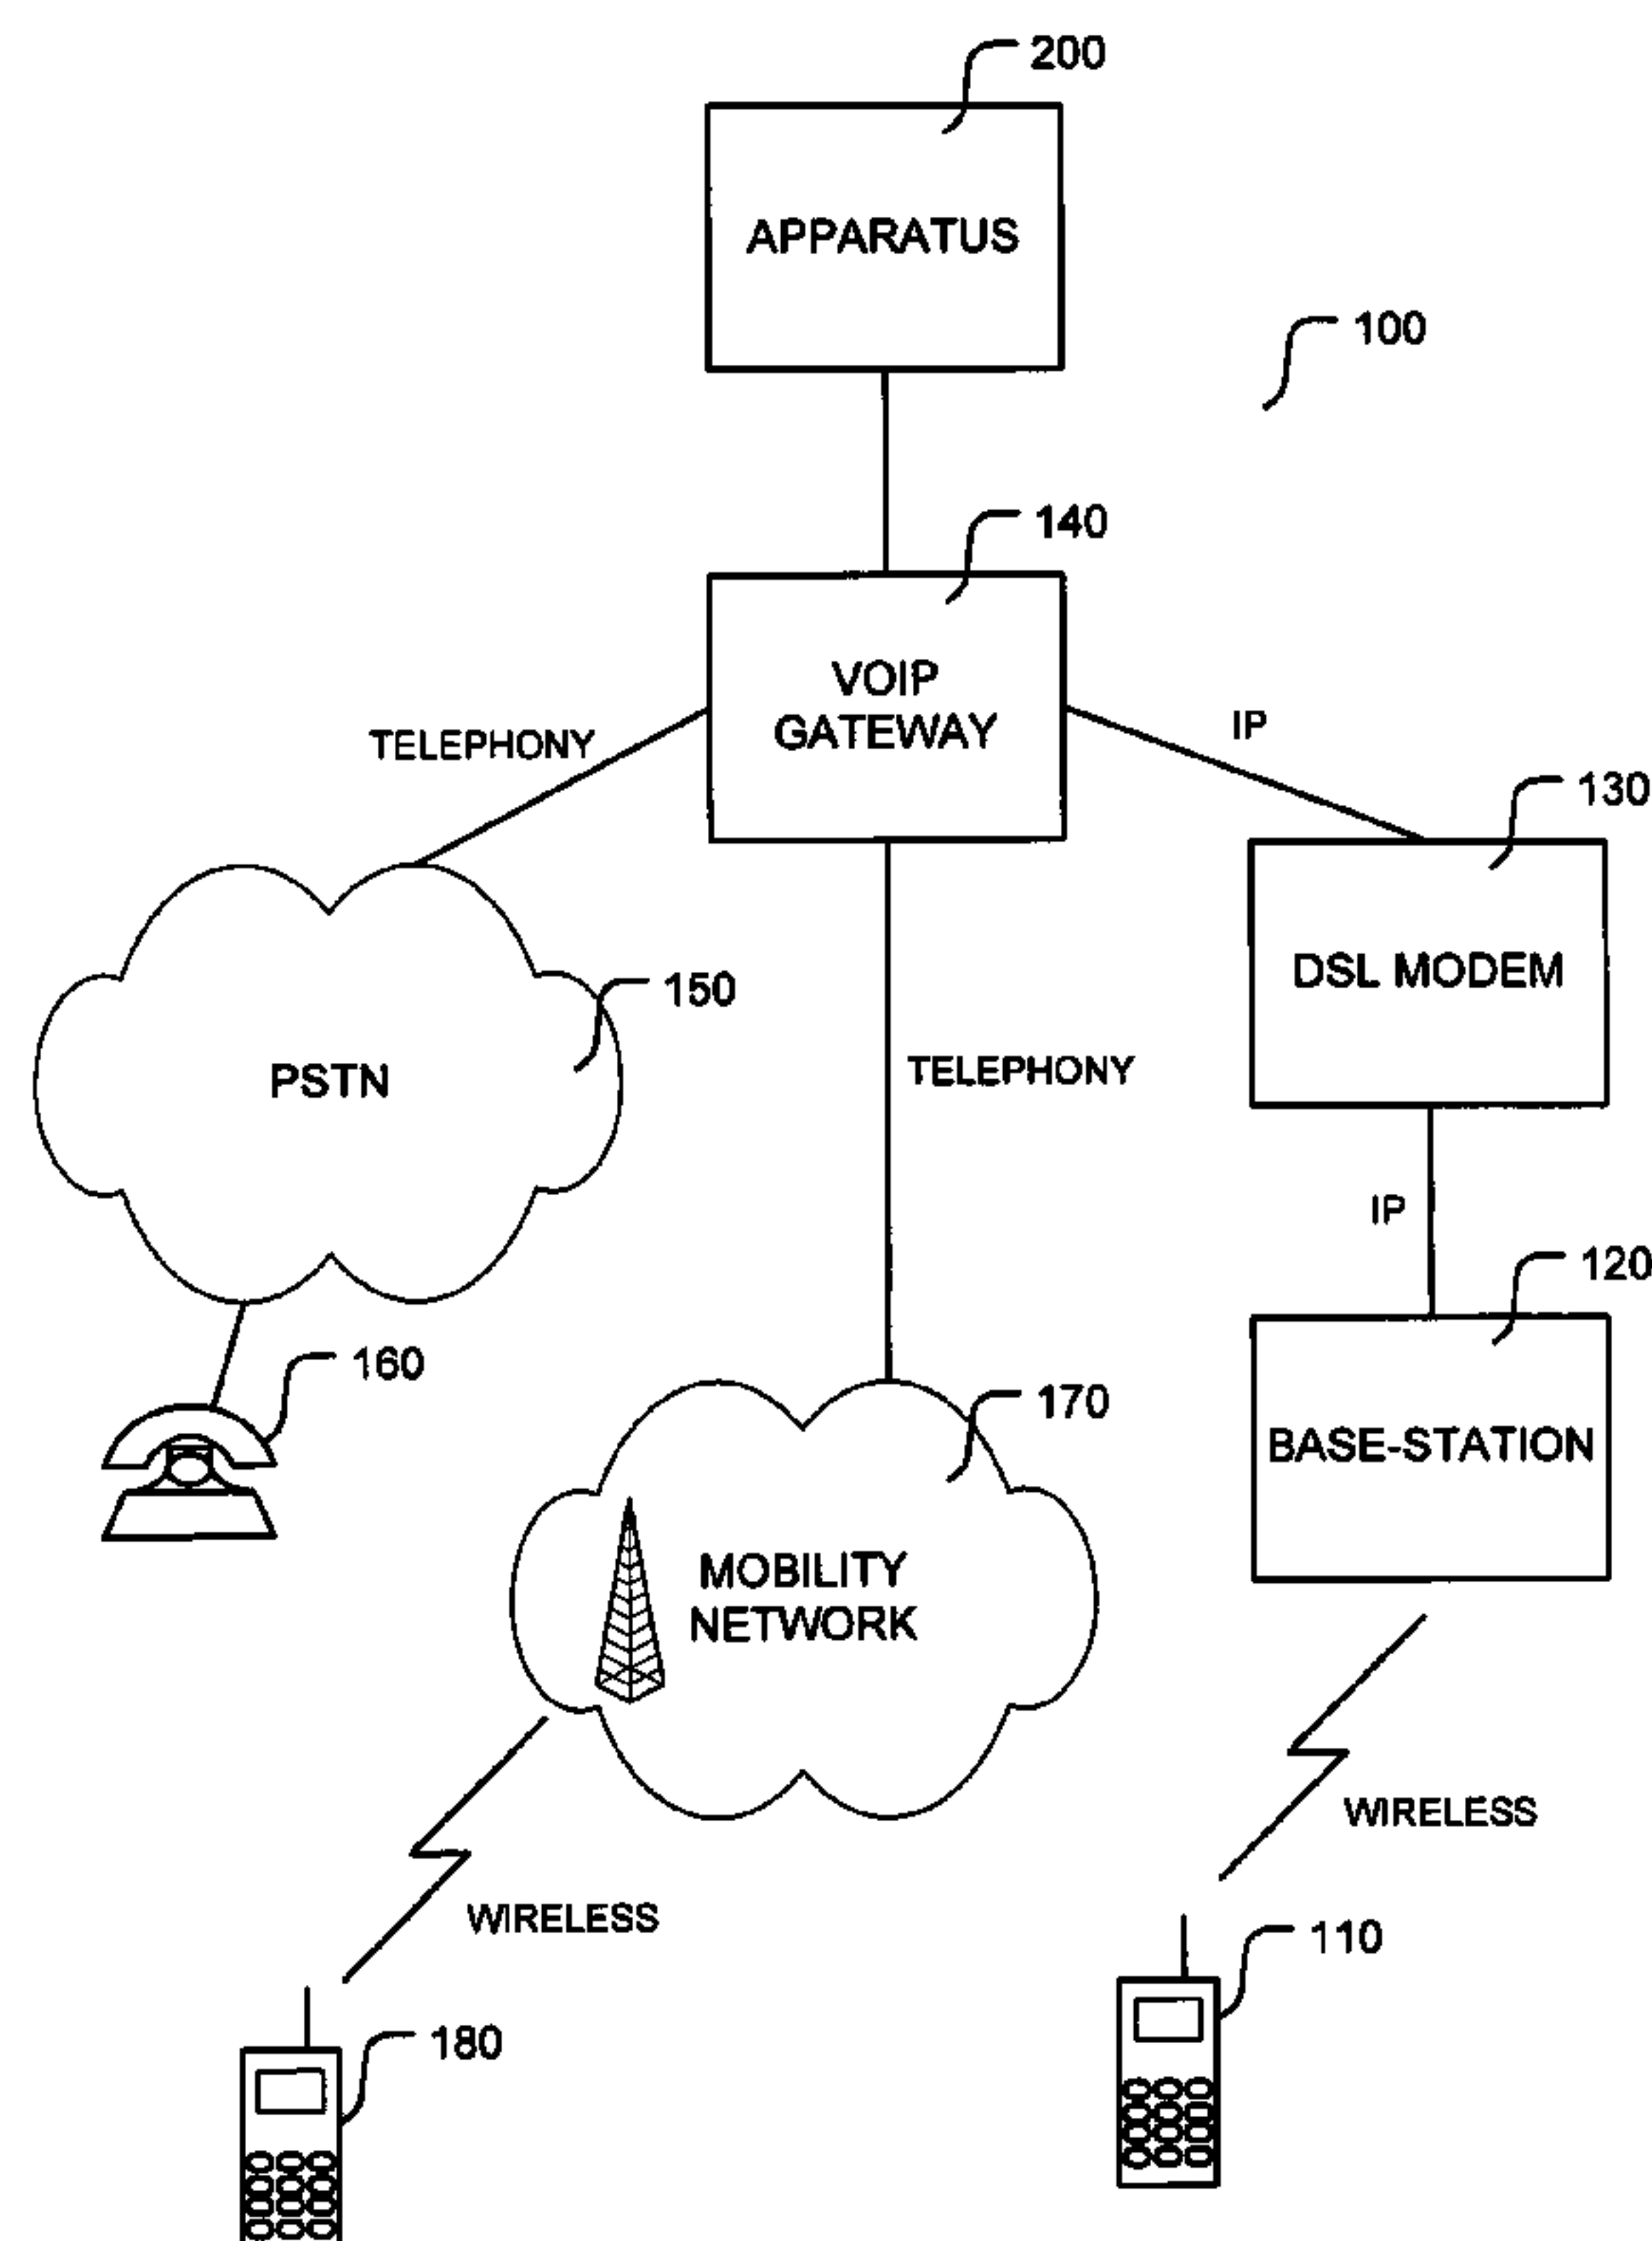 200
APPARATUS
100
140
VOIP
GATEWAY
TELEPHONY
IP
130
DSL MODEM
150
PSTN
TELEPHONY
IP
120
160
170
BASE-STATION
MOBILITY
NETWORK
WIRELESS
WIRELESS
110
180